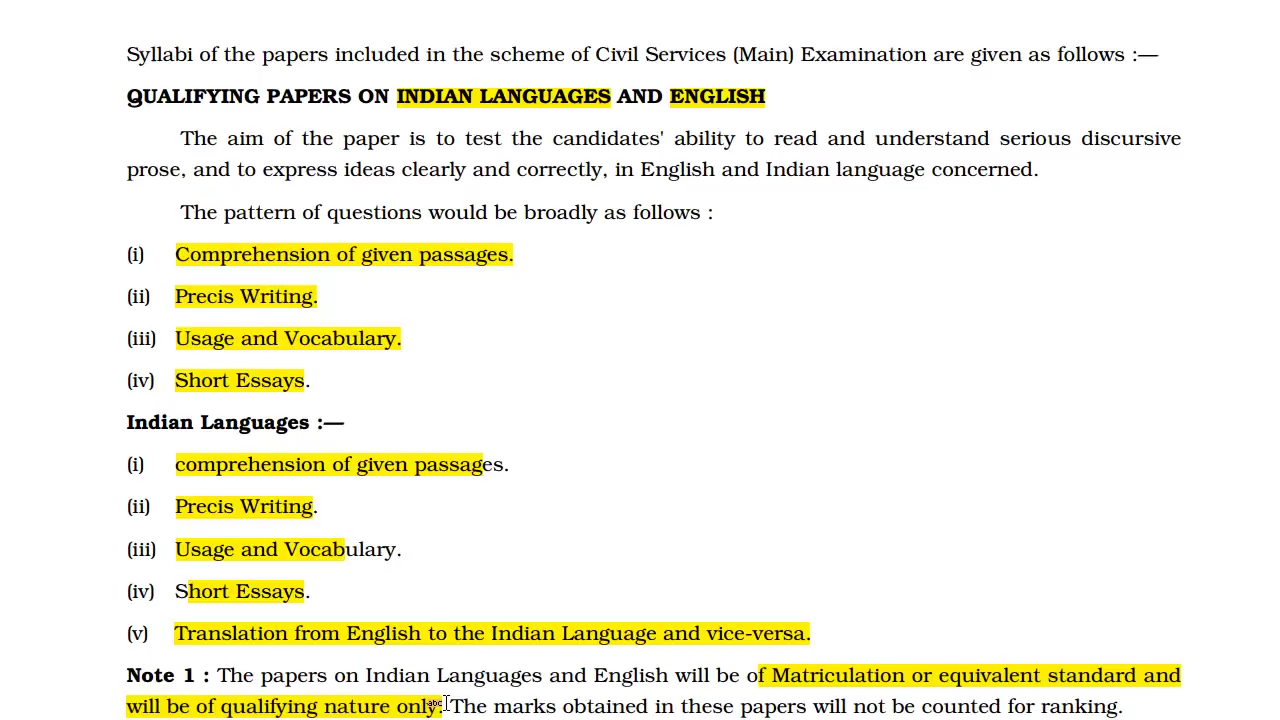 Syllabi of the papers included in the scheme of Civil Services (Main) Examination are given as follows :—
QUALIFYING PAPERS ON INDIAN LANGUAGES AND ENGLISH
The aim of the paper is to test the candidates' ability to read and understand serious discursive
prose, and to express ideas clearly and correctly, in English and Indian language concerned.
The pattern of questions would be broadly as follows :
(i) Comprehension of given passages.
(ii) Precis Writing.
(iii) Usage and Vocabulary.
(iv) Short Essays.
Indian Languages :—
(i) comprehension of given passages.
(ii) Precis Writing.
(iii) Usage and Vocabulary.
(iv) Short Essays.
(v) Translation from English to the Indian Language and vice-versa.
Note 1 : The papers on Indian Languages and English will be of Matriculation or equivalent standard and
will be of qualifying nature only. The marks obtained in these papers will not be counted for ranking.